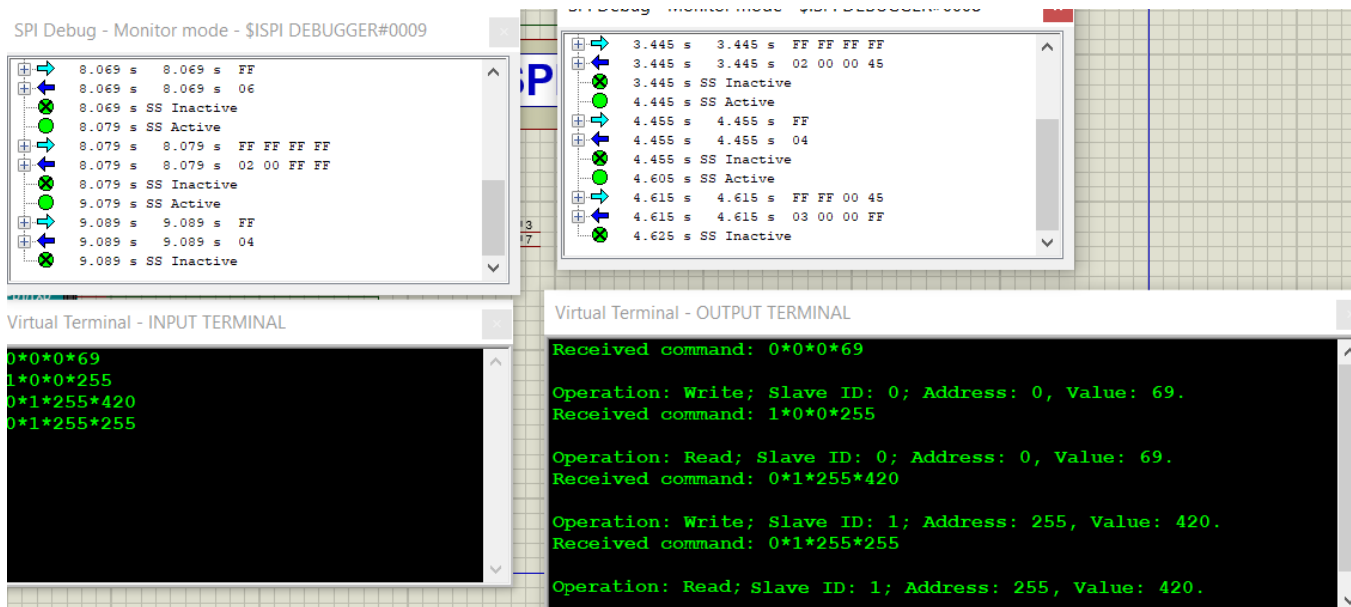 SPI Debug - Monitor mode - $ISPI DEBUGGER#0009
8.069 s 8.069 s FF
8.069 s 8.069 s 06
8.069 s SS Inactive
8.079 s SS Active
8.079 s 8.079 s FF FF FF FF
8.079 s 8.079 s 02 00 FF FF
8.079 s SS Inactive
8.079 s SS Active
9.089 s 9.089 s FF
9.089 s 9.089 s 04
9.089 s SS Inactive
SP
3.445 s 3.445 s FF FF FF FF
3.445 s 3.445 s 02 00 00 45
3.445 s SS Inactive
4.445 s SS Active
4.455 s 4.455 s FF
4.455 s 4.455 s 04
4.455 s SS Inactive
4.605 s SS Active
4.615 s 4.615 s FF FF 00 45
4.615 s 4.615 s 03 00 00 FF
4.625 s SS Inactive
Virtual Terminal - INPUT TERMINAL
0*0*0*69
1*0*0*255
0*1*255*420
0*1*255*255
Virtual Terminal - OUTPUT TERMINAL
Received command: 0*0*0*69
Operation: Write; Slave ID: 0; Address: 0, Value: 69.
Received command: 1*0*0*255
Operation: Read; Slave ID: 0; Address: 0, Value: 69.
Received command: 0*1*255*420
Operation: Write; Slave ID: 1; Address: 255, Value: 420.
Received command: 0*1*255*255
Operation: Read; Slave ID: 1; Address: 255, Value: 420.